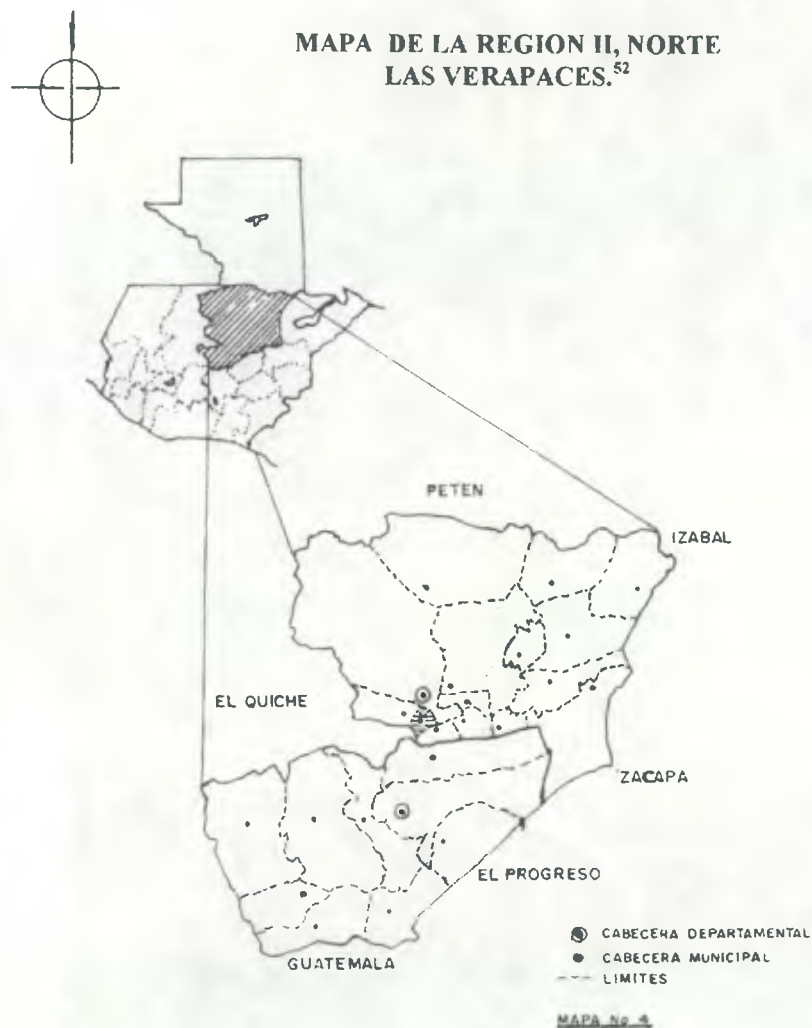 MAPA DE LA REGION II, NORTE
LAS VERAPACES.52
PETEN
IZABAL
EL QUICHE
ZACAPA
EL PROGRESO
GUATEMALA
CABECERA DEPARTAMENTAL
CABECERA MUNICIPAL
LIMITES
MAPA No 4